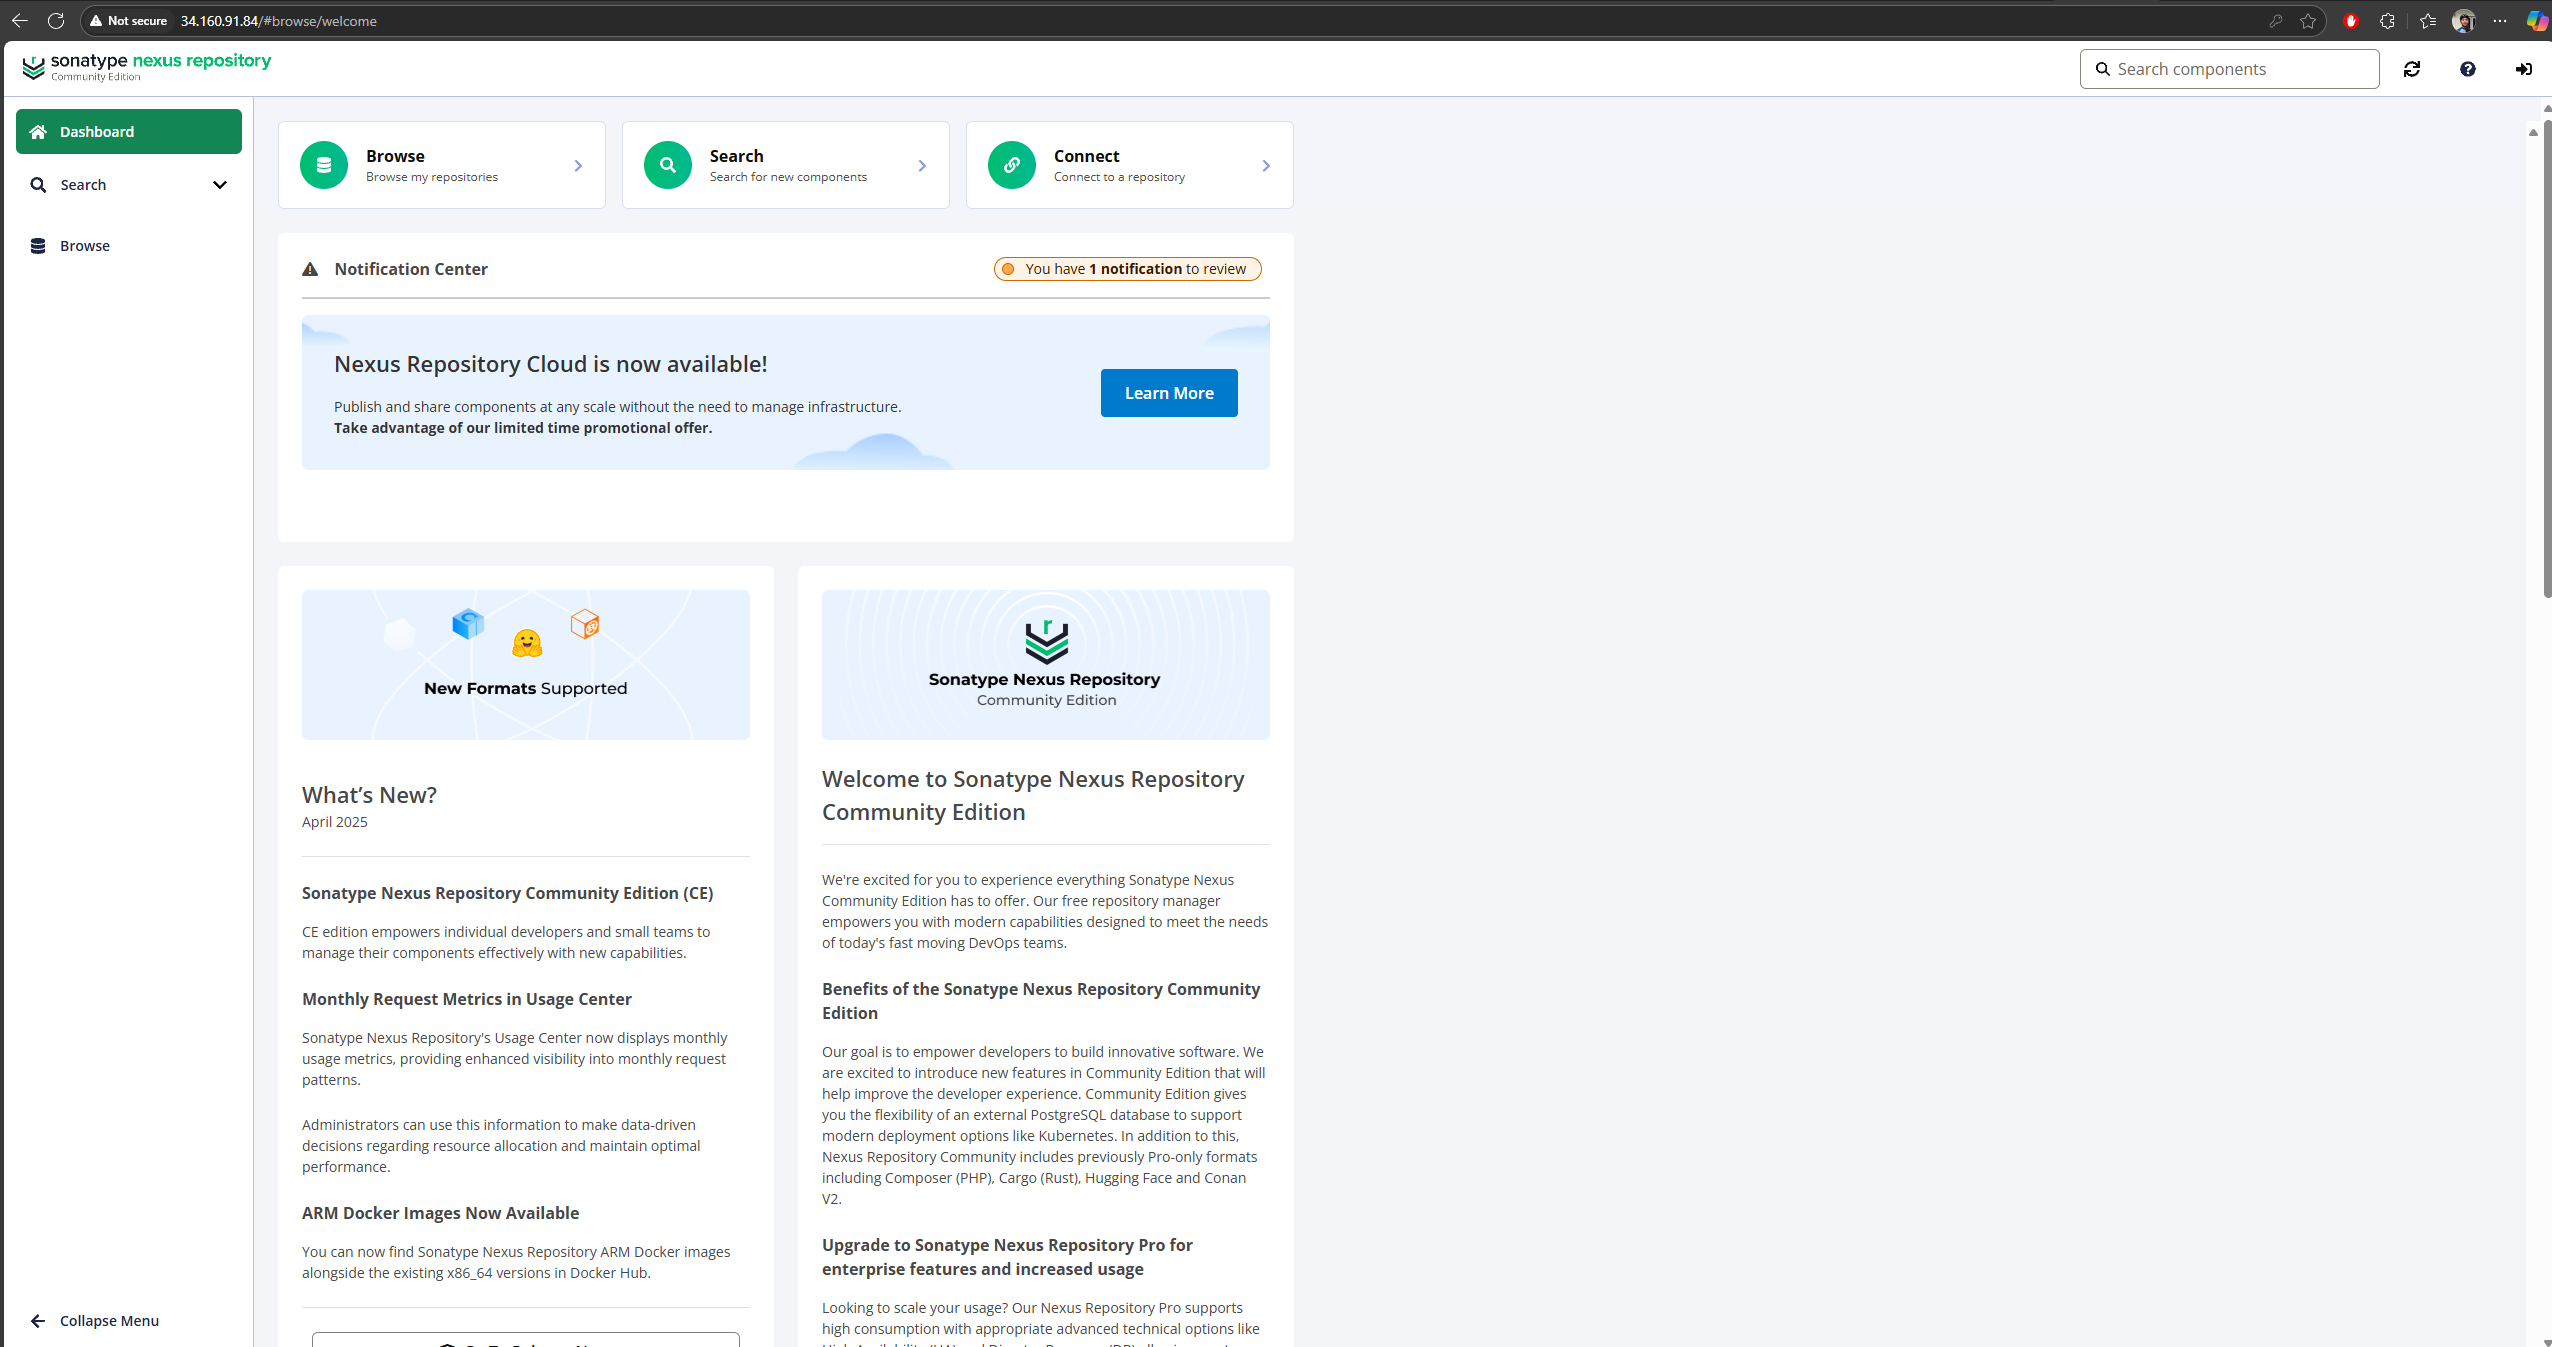 Not secure 34.160.91.84/#browse/welcome
sonatype nexus repository
Community Edition
Search components
Dashboard
Search
Browse
Collapse Menu
Browse
Browse my repositories
Search
Search for new components
Connect
Connect to a repository
Notification Center
You have 1 notification to review
Nexus Repository Cloud is now available!
Publish and share components at any scale without the need to manage infrastructure.
Take advantage of our limited time promotional offer.
Learn More
New Formats Supported
What’s New?
April 2025
Sonatype Nexus Repository Community Edition (CE)
CE edition empowers individual developers and small teams to
manage their components effectively with new capabilities.
Monthly Request Metrics in Usage Center
Sonatype Nexus Repository's Usage Center now displays monthly
usage metrics, providing enhanced visibility into monthly request
patterns.
Administrators can use this information to make data-driven
decisions regarding resource allocation and maintain optimal
performance.
ARM Docker Images Now Available
You can now find Sonatype Nexus Repository ARM Docker images
alongside the existing x86_64 versions in Docker Hub.
r
Sonatype Nexus Repository
Community Edition
Welcome to Sonatype Nexus Repository
Community Edition
We're excited for you to experience everything Sonatype Nexus
Community Edition has to offer. Our free repository manager
empowers you with modern capabilities designed to meet the needs
of today's fast moving DevOps teams.
Benefits of the Sonatype Nexus Repository Community
Edition
Our goal is to empower developers to build innovative software. We
are excited to introduce new features in Community Edition that will
help improve the developer experience. Community Edition gives
you the flexibility of an external PostgreSQL database to support
modern deployment options like Kubernetes. In addition to this,
Nexus Repository Community includes previously Pro-only formats
including Composer (PHP), Cargo (Rust), Hugging Face and Conan
V2.
Upgrade to Sonatype Nexus Repository Pro for
enterprise features and increased usage
Looking to scale your usage? Our Nexus Repository Pro supports
high consumption with appropriate advanced technical options like